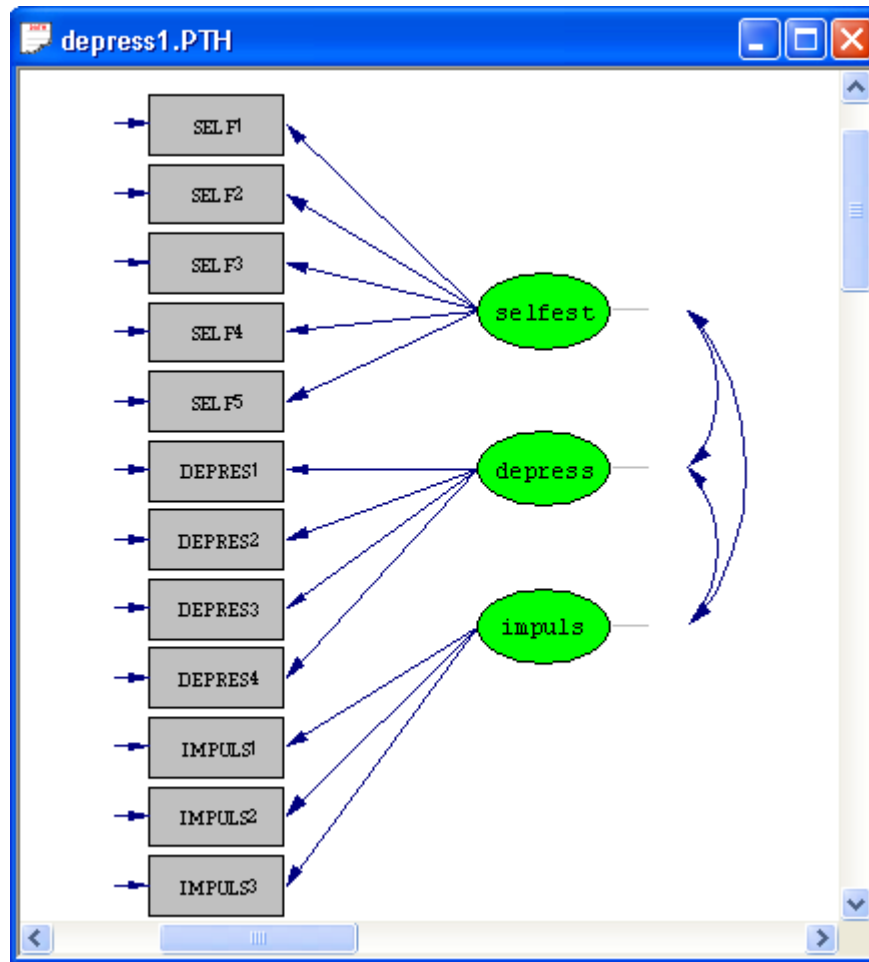 depress1.PTH
SELF1
SELF2
SELF3
SELF4
SELF5
DEPRES1
DEPRES2
DEPRES3
DEPRES4
IMPULS1
IMPULS2
IMPULS3
selfest
depress
impuls